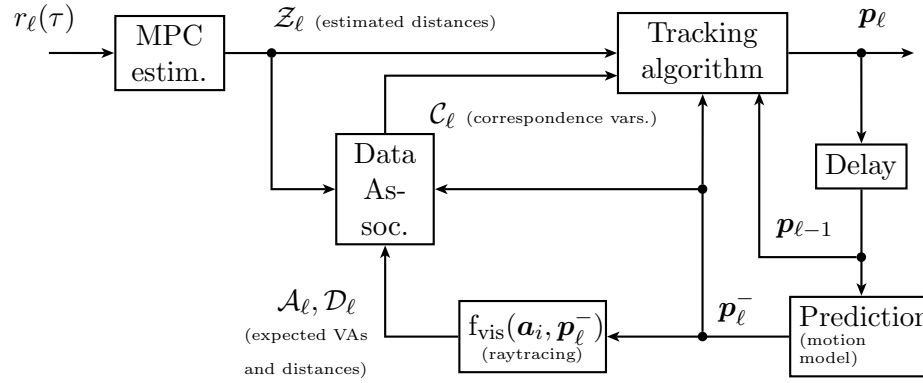 r_ℓ(τ)
MPC
estim.
𝒵_ℓ (estimated distances)
Tracking
algorithm
p_ℓ
𝒞_ℓ (correspondence vars.)
Data
As-
soc.
Delay
p_{ℓ−1}
𝒜_ℓ, 𝒟_ℓ
(expected VAs
and distances)
f_vis(a_i, p_ℓ^−)
(raytracing)
p_ℓ^−
Prediction
(motion
model)